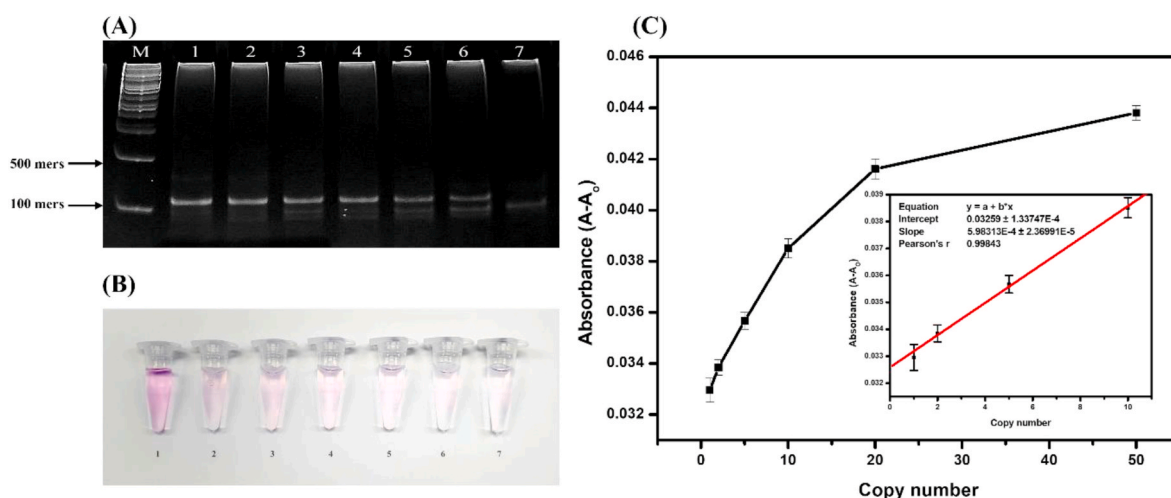 (A)
M 1 2 3 4 5 6 7
500 mers
100 mers
(B)
1 2 3 4 5 6 7
(C)
0.046
0.044
0.042
0.040
0.038
0.036
0.034
0.032
Absorbance (A-A₀)
0 10 20 30 40 50
Copy number
0.039
0.038
0.037
0.036
0.035
0.034
0.033
0.032
Absorbance (A-A₀)
Equation y = a + b*x
Intercept 0.03259 ± 1.33747E-4
Slope 5.98313E-4 ± 2.36991E-5
Pearson's r 0.99843
0 2 4 6 8 10
Copy number